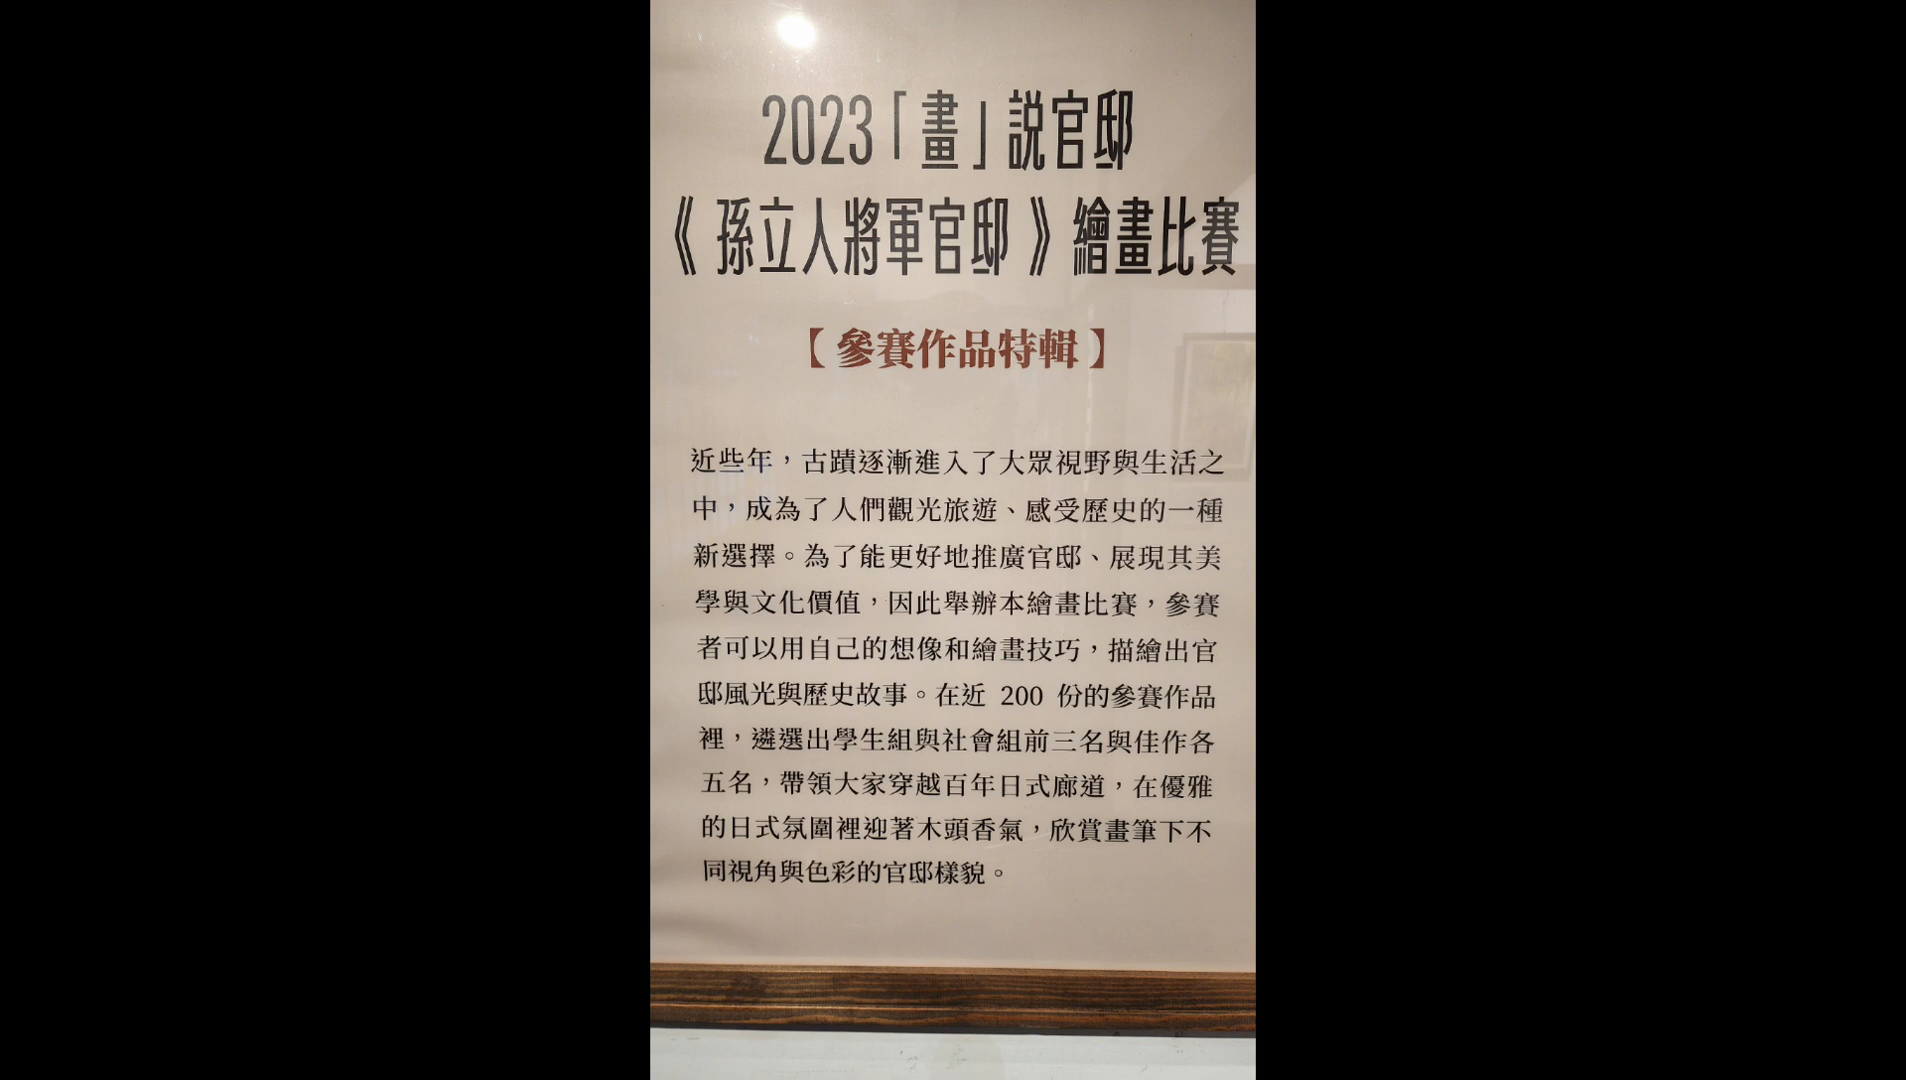 2023「畫」説官邸
《 孫立人將軍官邸 》繪畫比賽
【參賽作品特輯】
近些年，古蹟逐漸進入了大眾視野與生活之
中，成為了人們觀光旅遊、感受歷史的一種
新選擇。為了能更好地推廣官邸、展現其美
學與文化價值，因此舉辦本繪畫比賽，參賽
者可以用自己的想像和繪畫技巧，描繪出官
邸風光與歷史故事。在近 200 份的參賽作品
裡，遴選出學生組與社會組前三名與佳作各
五名，帶領大家穿越百年日式廊道，在優雅
的日式氛圍裡迎著木頭香氣，欣賞畫筆下不
同視角與色彩的官邸樣貌。